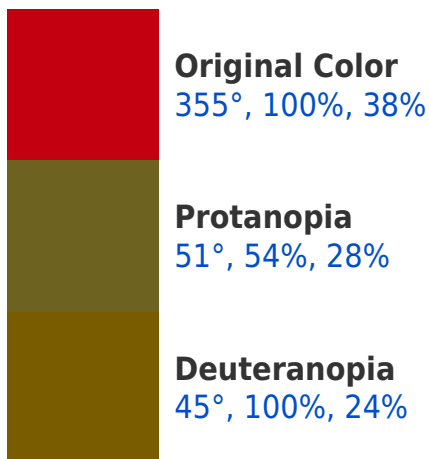 Original Color
355°, 100%, 38%
Protanopia
51°, 54%, 28%
Deuteranopia
45°, 100%, 24%